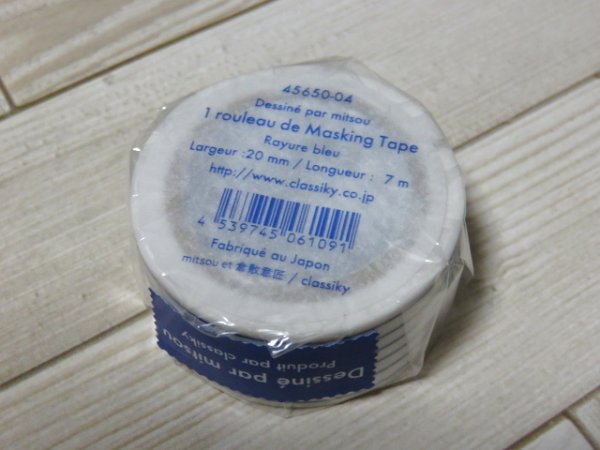 45650-04
Dessiné par mitsou
1 rouleau de Masking Tape
Rayure bleu
Largeur : 20 mm / Longueur : 7 m
http://www.classiky.co.jp
4 539745 061091
Fabriqué au Japon
mitsou et 倉敷意匠 / classiky
Dessiné par mitsou
Produit par classiky